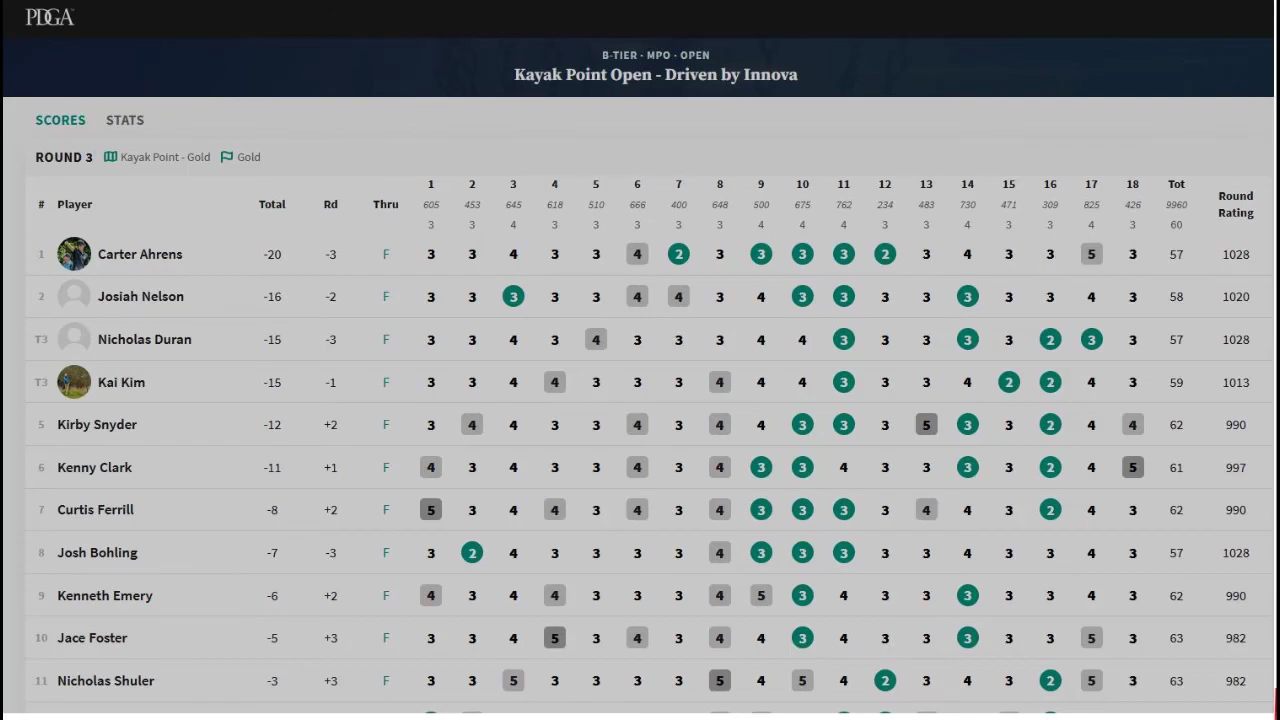 PDGA
B-TIER · MPO · OPEN
Kayak Point Open - Driven by Innova
SCORES STATS
ROUND 3 Kayak Point - Gold Gold
# Player Total Rd Thru 1 2 3 4 5 6 7 8 9 10 11 12 13 14 15 16 17 18 Tot Round Rating
605 453 645 618 510 666 400 648 500 675 762 234 483 730 471 309 825 426 9960
3 3 4 3 3 3 3 3 4 4 4 3 3 4 3 3 4 3 60
1 Carter Ahrens -20 -3 F 3 3 4 3 3 4 2 3 3 3 3 2 3 4 3 3 5 3 57 1028
2 Josiah Nelson -16 -2 F 3 3 3 3 3 4 4 3 4 3 3 3 3 3 3 3 4 3 58 1020
T3 Nicholas Duran -15 -3 F 3 3 4 3 4 3 3 3 4 4 3 3 3 3 3 2 3 3 57 1028
T3 Kai Kim -15 -1 F 3 3 4 4 3 3 3 4 4 4 3 3 3 4 2 2 4 3 59 1013
5 Kirby Snyder -12 +2 F 3 4 4 3 3 4 3 4 4 3 3 3 5 3 3 2 4 4 62 990
6 Kenny Clark -11 +1 F 4 3 4 3 3 4 3 4 3 3 4 3 3 3 3 2 4 5 61 997
7 Curtis Ferrill -8 +2 F 5 3 4 4 3 4 3 4 3 3 3 3 4 4 3 2 4 3 62 990
8 Josh Bohling -7 -3 F 3 2 4 3 3 3 3 4 3 3 3 3 3 4 3 3 4 3 57 1028
9 Kenneth Emery -6 +2 F 4 3 4 4 3 3 3 4 5 3 4 3 3 3 3 3 4 3 62 990
10 Jace Foster -5 +3 F 3 3 4 5 3 4 3 4 4 3 4 3 3 3 3 3 5 3 63 982
11 Nicholas Shuler -3 +3 F 3 3 5 3 3 3 3 5 4 5 4 2 3 4 3 2 5 3 63 982